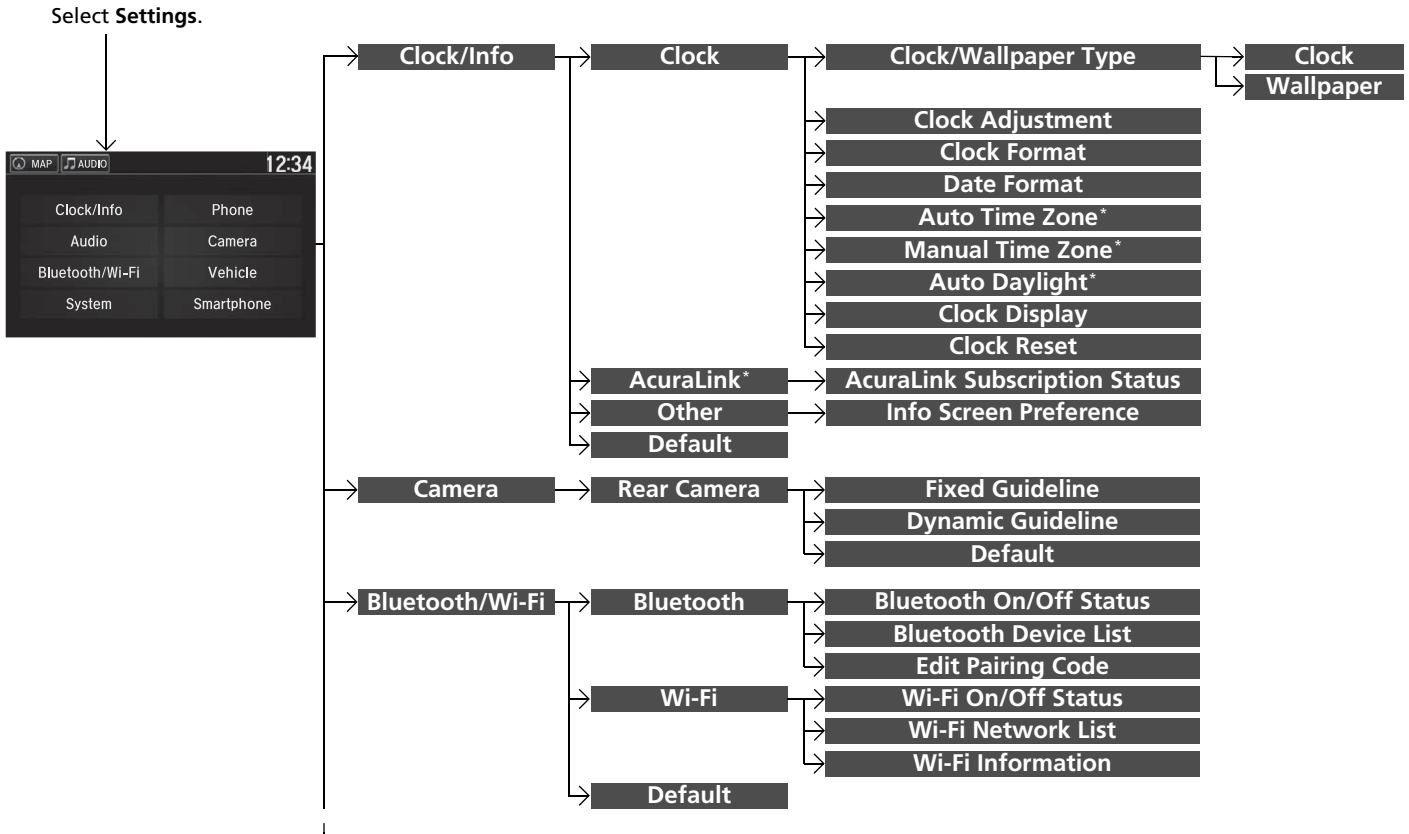 Select Settings.
MAP AUDIO 12:34
Clock/Info Phone
Audio Camera
Bluetooth/Wi-Fi Vehicle
System Smartphone
Clock/Info
Clock
Clock/Wallpaper Type
Clock
Wallpaper
Clock Adjustment
Clock Format
Date Format
Auto Time Zone*
Manual Time Zone*
Auto Daylight*
Clock Display
Clock Reset
AcuraLink*
AcuraLink Subscription Status
Other
Info Screen Preference
Default
Camera
Rear Camera
Fixed Guideline
Dynamic Guideline
Default
Bluetooth/Wi-Fi
Bluetooth
Bluetooth On/Off Status
Bluetooth Device List
Edit Pairing Code
Wi-Fi
Wi-Fi On/Off Status
Wi-Fi Network List
Wi-Fi Information
Default